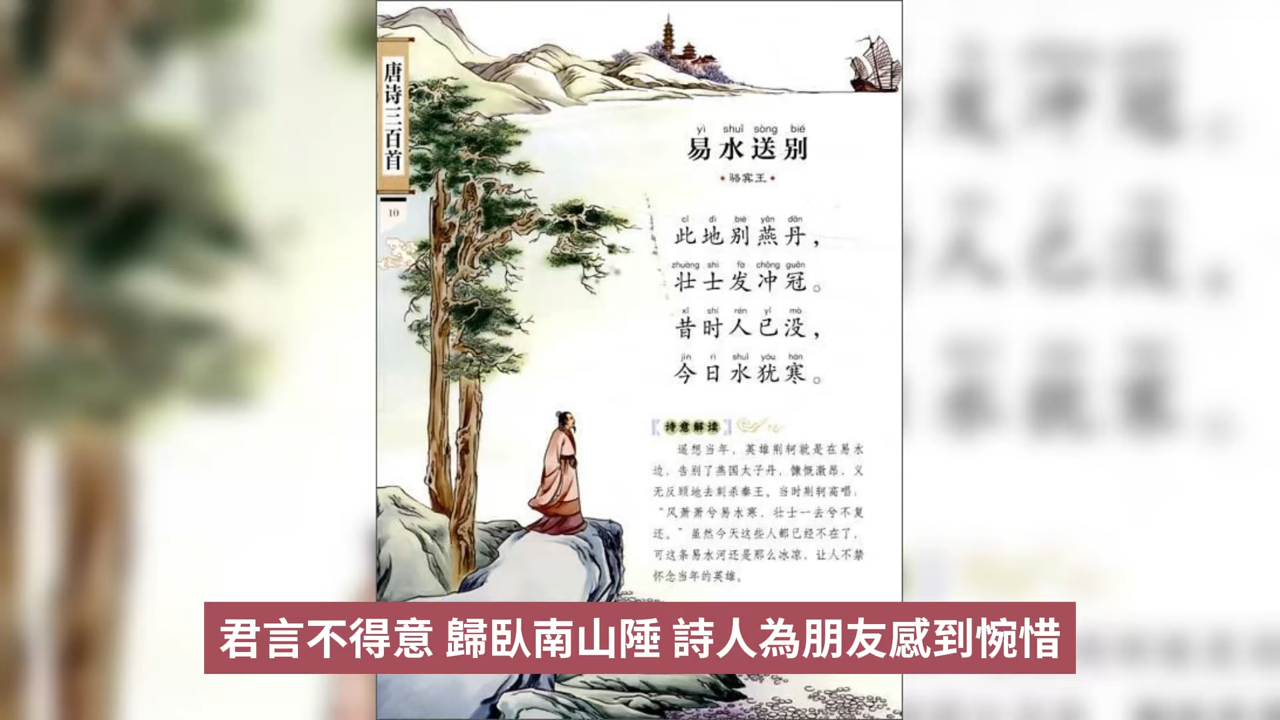 唐诗三百首
10
yì shuǐ sòng bié
易水送别
骆宾王
cǐ dì bié yān dān
此地别燕丹，
zhuàng shì fà chōng guān
壮士发冲冠。
xī shí rén yǐ mò
昔时人已没，
jīn rì shuǐ yóu hán
今日水犹寒。
诗意解读
遥想当年，英雄荆轲就是在易水
边，告别了燕国太子丹，慷慨激昂，义
无反顾地去刺杀秦王。当时荆轲高唱：
“风萧萧兮易水寒，壮士一去兮不复
还。”虽然今天这些人都已经不在了，
可这条易水河还是那么冰凉，让人不禁
怀念当年的英雄。
君言不得意 歸臥南山陲 詩人為朋友感到惋惜